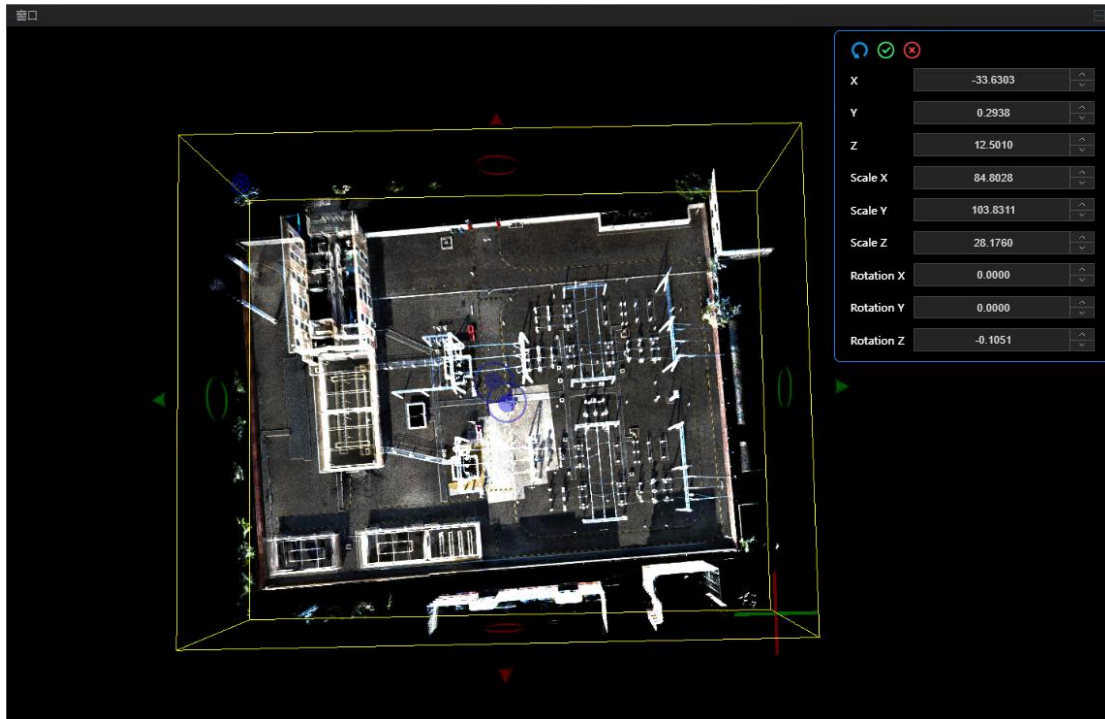 窗口
X -33.6303
Y 0.2938
Z 12.5010
Scale X 84.8028
Scale Y 103.8311
Scale Z 28.1760
Rotation X 0.0000
Rotation Y 0.0000
Rotation Z -0.1051